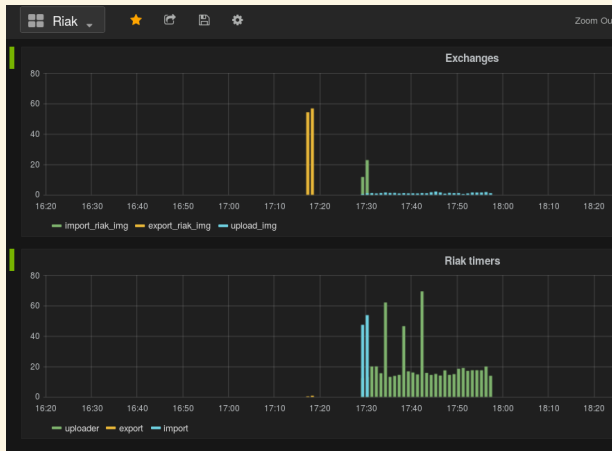 Riak
Zoom Ou
Exchanges
80
60
40
20
0
16:20 16:30 16:40 16:50 17:00 17:10 17:20 17:30 17:40 17:50 18:00 18:10 18:20
import_riak_img export_riak_img upload_img
Riak timers
80
60
40
20
0
16:20 16:30 16:40 16:50 17:00 17:10 17:20 17:30 17:40 17:50 18:00 18:10 18:20
uploader export import